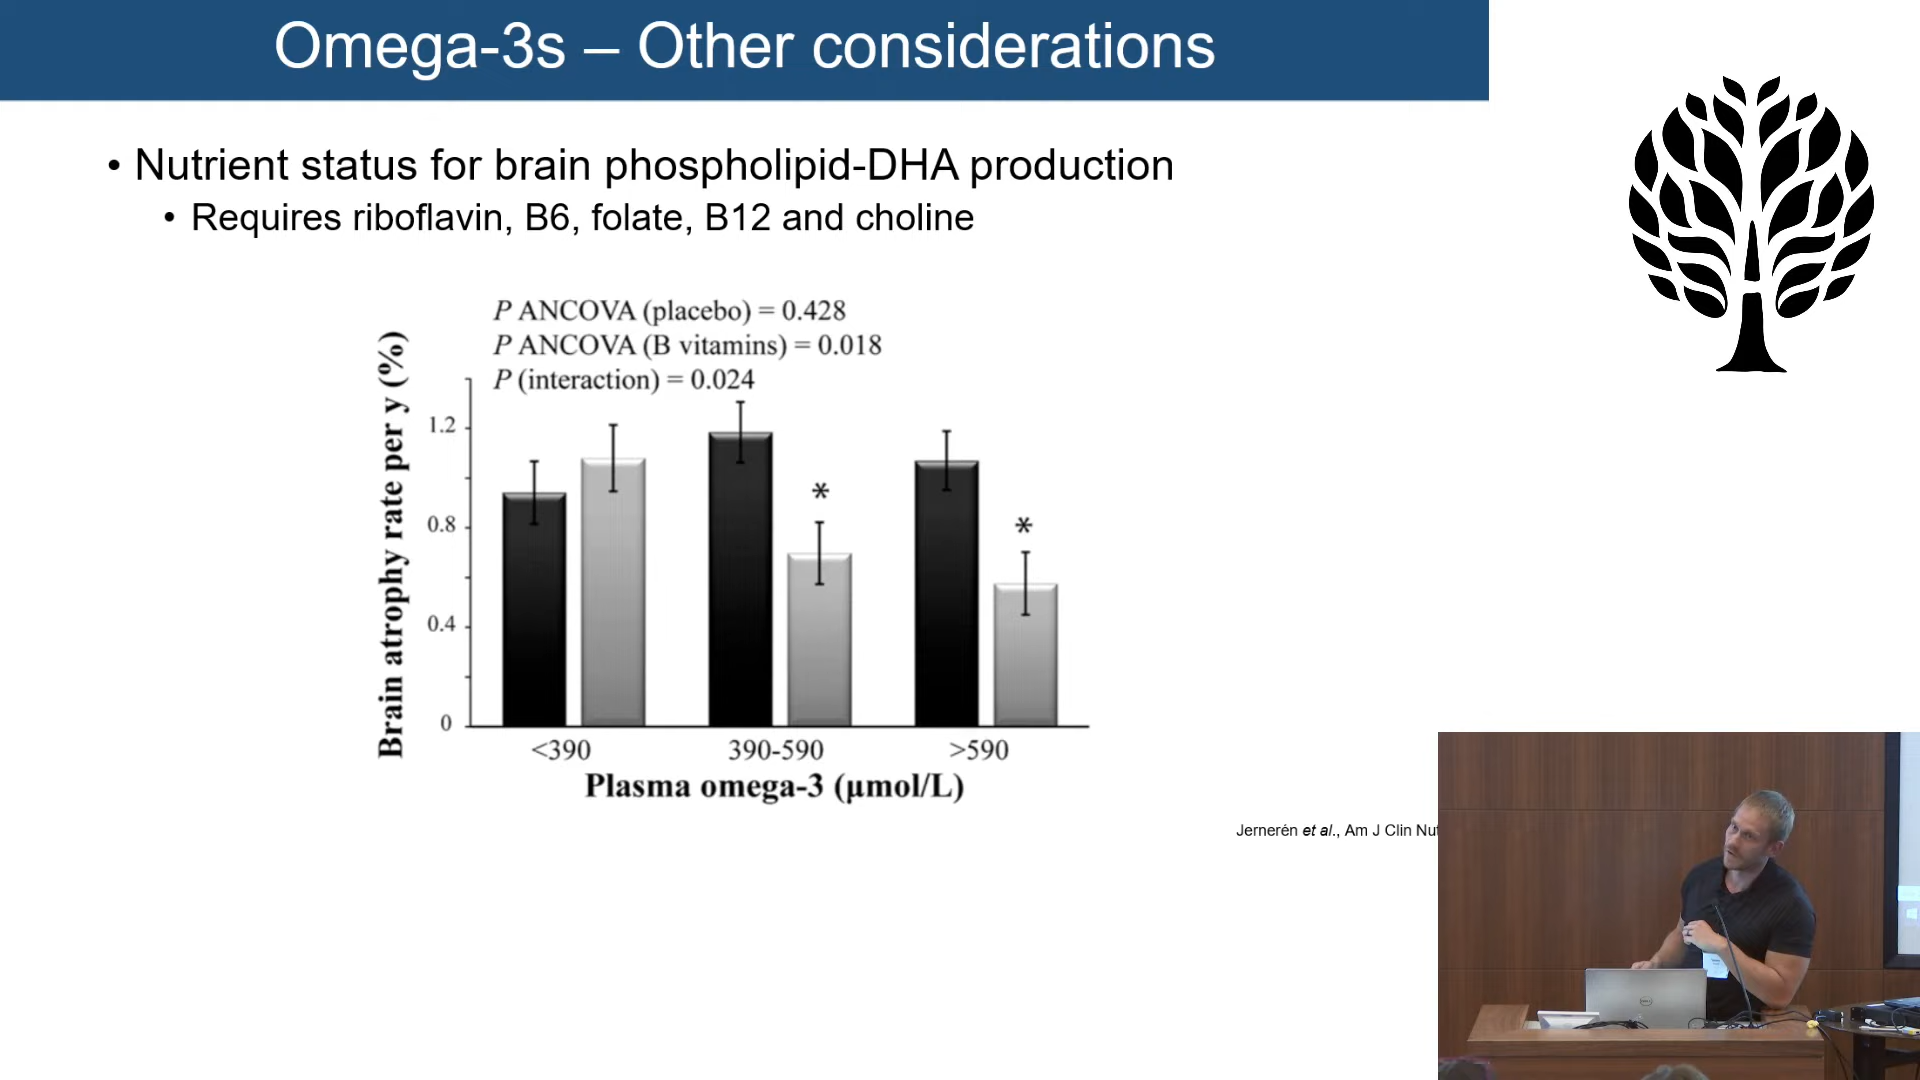 Omega-3s – Other considerations
• Nutrient status for brain phospholipid-DHA production
• Requires riboflavin, B6, folate, B12 and choline
P ANCOVA (placebo) = 0.428
P ANCOVA (B vitamins) = 0.018
P (interaction) = 0.024
Brain atrophy rate per y (%)
1.2
0.8
0.4
0
*
*
<390 390-590 >590
Plasma omega-3 (µmol/L)
Jernerén et al., Am J Clin Nut
DELL